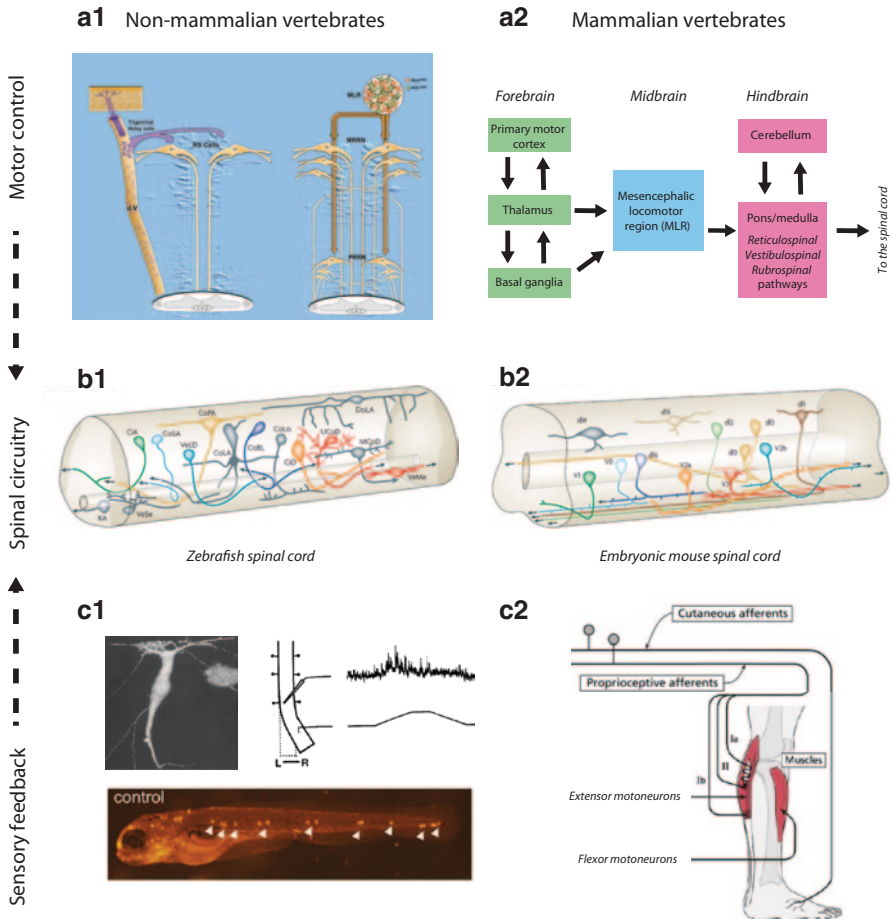 a1 Non-mammalian vertebrates
a2 Mammalian vertebrates
Motor control
Spinal circuitry
Sensory feedback
Trigeminal
Relay cells
RS Cells
dV
MLR
MRRN
PRRN
Forebrain
Midbrain
Hindbrain
Primary motor
cortex
Thalamus
Basal ganglia
Mesencephalic
locomotor
region (MLR)
Cerebellum
Pons/medulla
Reticulospinal
Vestibulospinal
Rubrospinal
pathways
To the spinal cord
b1
CiA
CoSA
VeLD
CoPA
CoLA
CoBL
CoLo
UCoD
CiD
DoLA
MCoD
VeMe
KA
VeSe
Zebrafish spinal cord
b2
dI4
dI5
dI2
dI3
dI1
V1
V0
dI6
V2a
V3
V2b
Embryonic mouse spinal cord
c1
L
R
control
c2
Cutaneous afferents
Proprioceptive afferents
Ia
II
Ib
Muscles
Extensor motoneurons
Flexor motoneurons